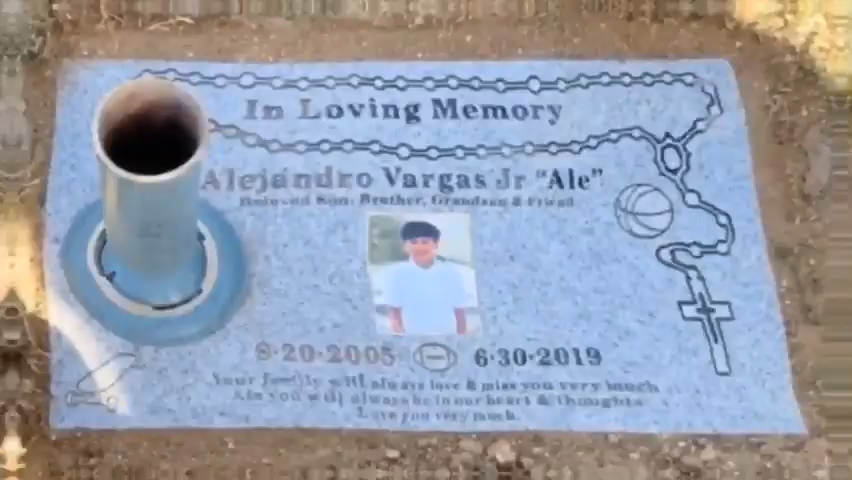 In Loving Memory
Alejandro Vargas Jr "Ale"
Beloved Son, Brother, Grandson & Friend
8·20·2005 6·30·2019
Your family will always love & miss you very much
Ale you will always be in our heart & thoughts
Love you very much.